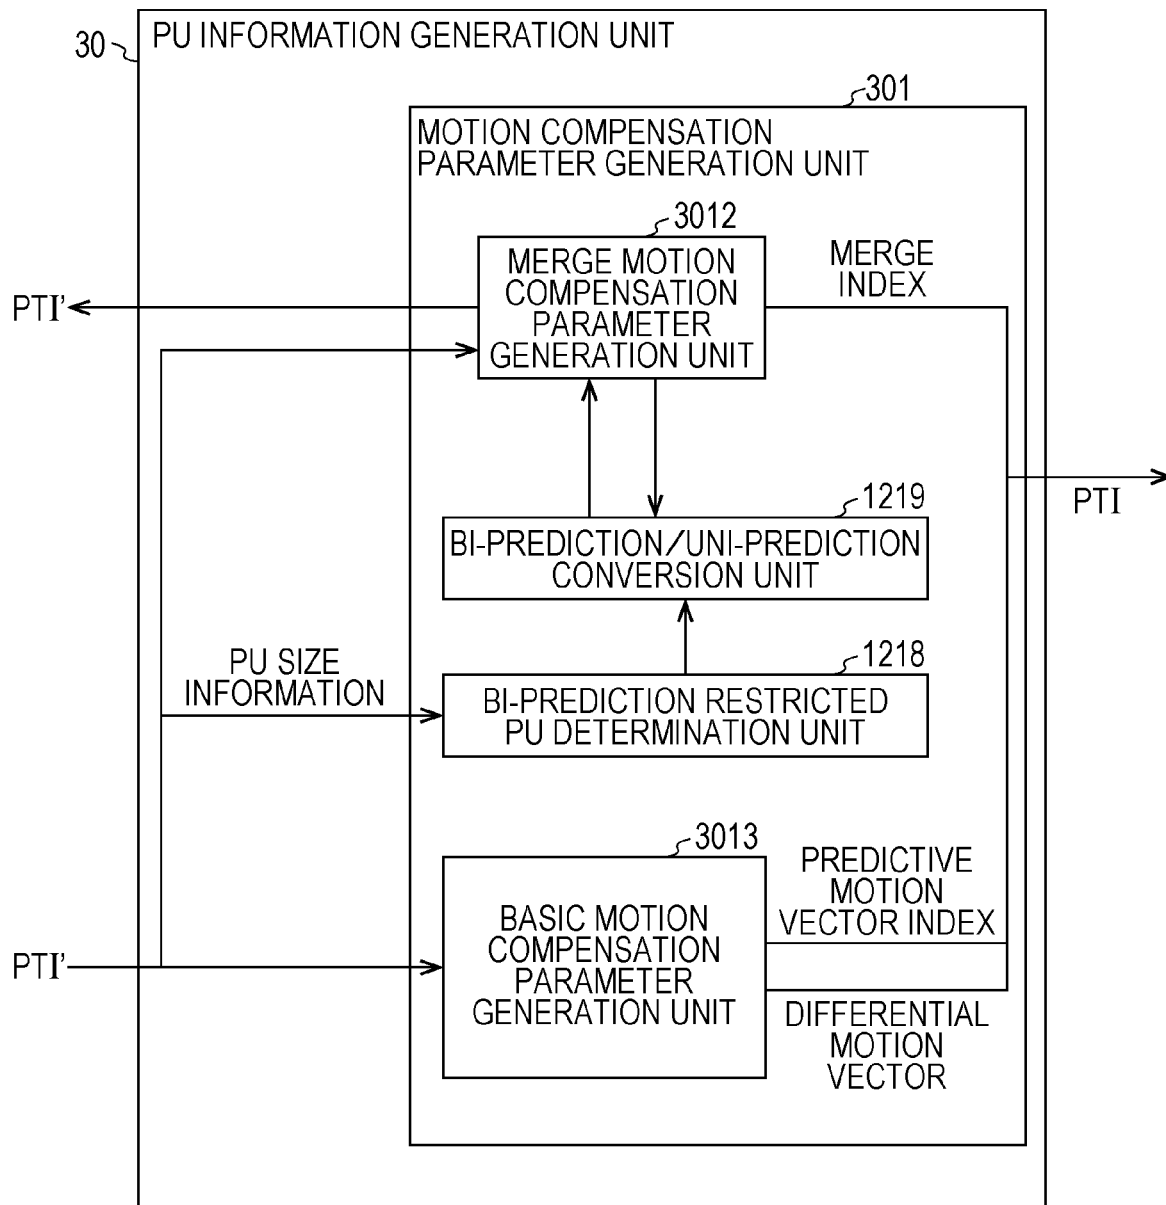 30
PU INFORMATION GENERATION UNIT
301
MOTION COMPENSATION
PARAMETER GENERATION UNIT
3012
MERGE MOTION
COMPENSATION
PARAMETER
GENERATION UNIT
MERGE
INDEX
PTI'
PTI
1219
BI-PREDICTION/UNI-PREDICTION
CONVERSION UNIT
PU SIZE
INFORMATION
1218
BI-PREDICTION RESTRICTED
PU DETERMINATION UNIT
3013
BASIC MOTION
COMPENSATION
PARAMETER
GENERATION UNIT
PREDICTIVE
MOTION
VECTOR INDEX
PTI'
DIFFERENTIAL
MOTION
VECTOR